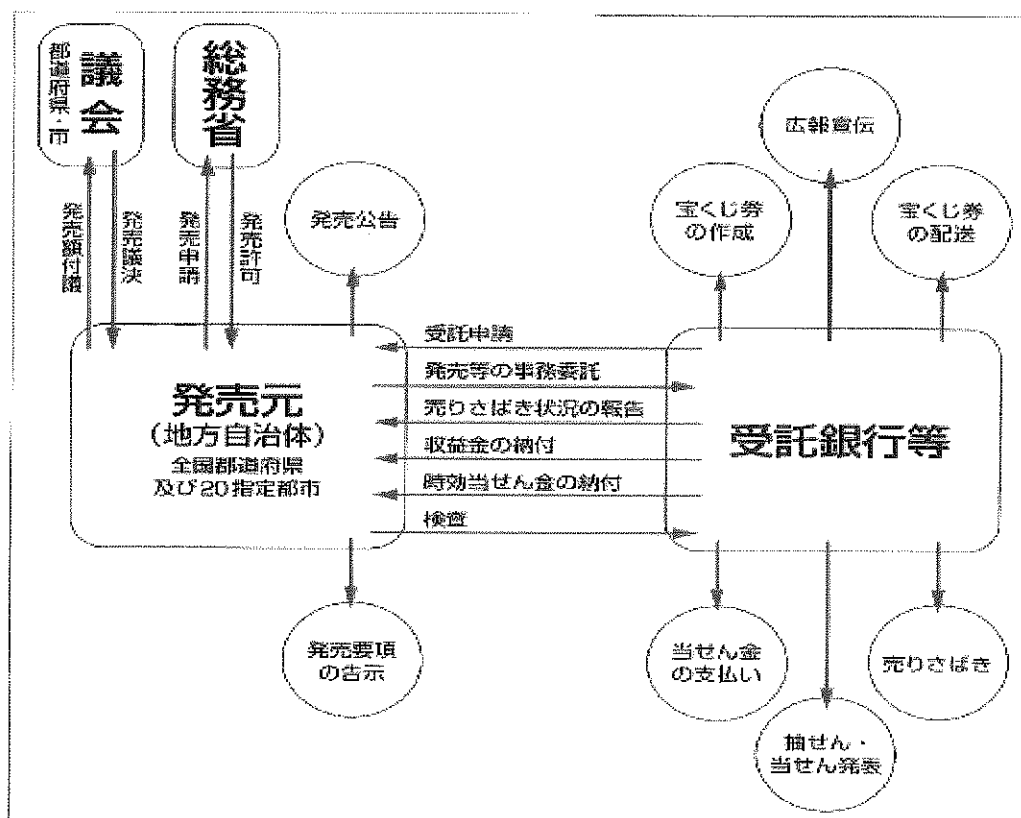 都道府県・市
議会
総務省
広報宣伝
発売額付議
発売議決
発売申請
発売許可
発売公告
宝くじ券
の作成
宝くじ券
の配送
受託申請
発売等の事務委託
売りさばき状況の報告
収益金の納付
時効当せん金の納付
検査
発売元
(地方自治体)
全国都道府県
及び20指定都市
受託銀行等
発売要項
の告示
当せん金
の支払い
売りさばき
抽せん・
当せん発表